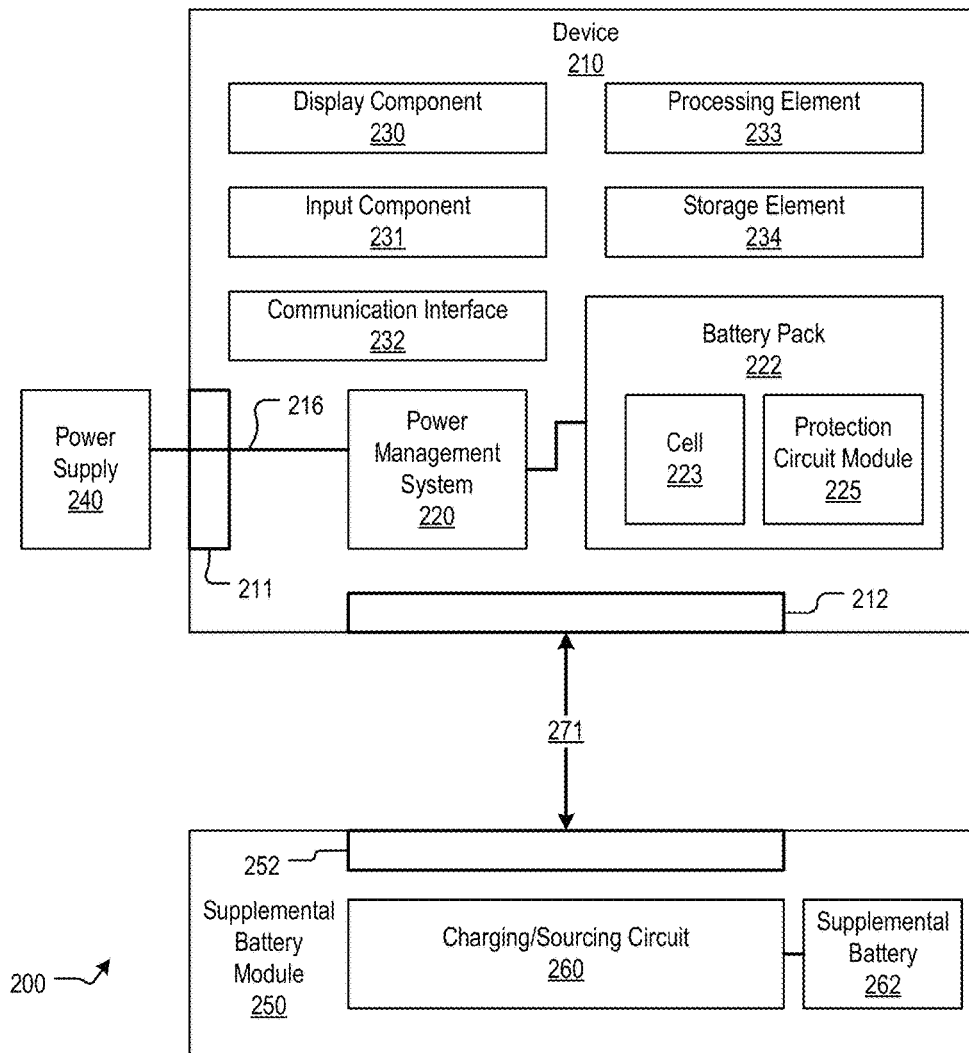 Device
210
Display Component
230
Processing Element
233
Input Component
231
Storage Element
234
Communication Interface
232
Battery Pack
222
216
Power
Supply
240
Power
Management
System
220
Cell
223
Protection
Circuit Module
225
211
212
271
252
Supplemental
Battery
Module
250
Charging/Sourcing Circuit
260
Supplemental
Battery
262
200